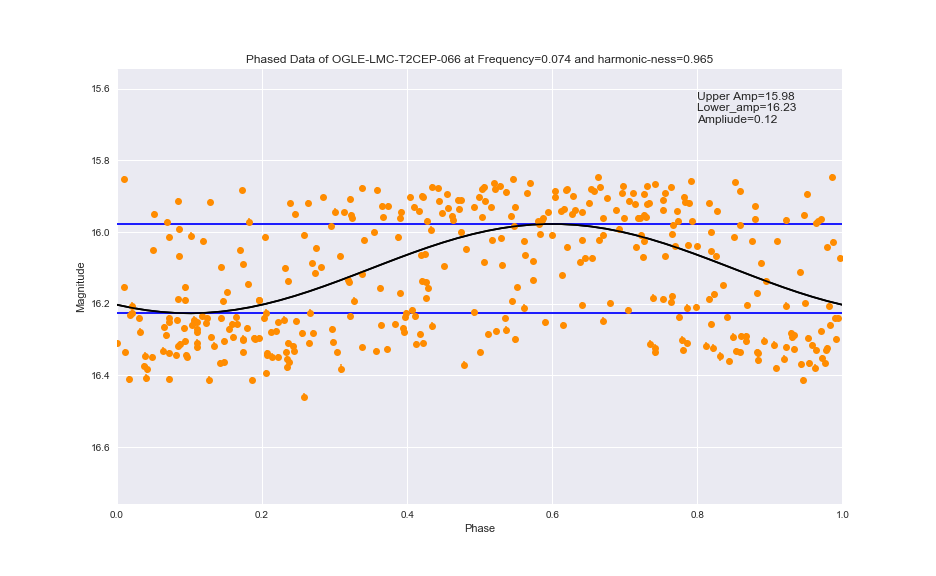 Phased Data of OGLE-LMC-T2CEP-066 at Frequency=0.074 and harmonic-ness=0.965
Upper Amp=15.98
Lower_amp=16.23
Ampliude=0.12
15.6
15.8
16.0
16.2
16.4
16.6
Magnitude
0.0 0.2 0.4 0.6 0.8 1.0
Phase